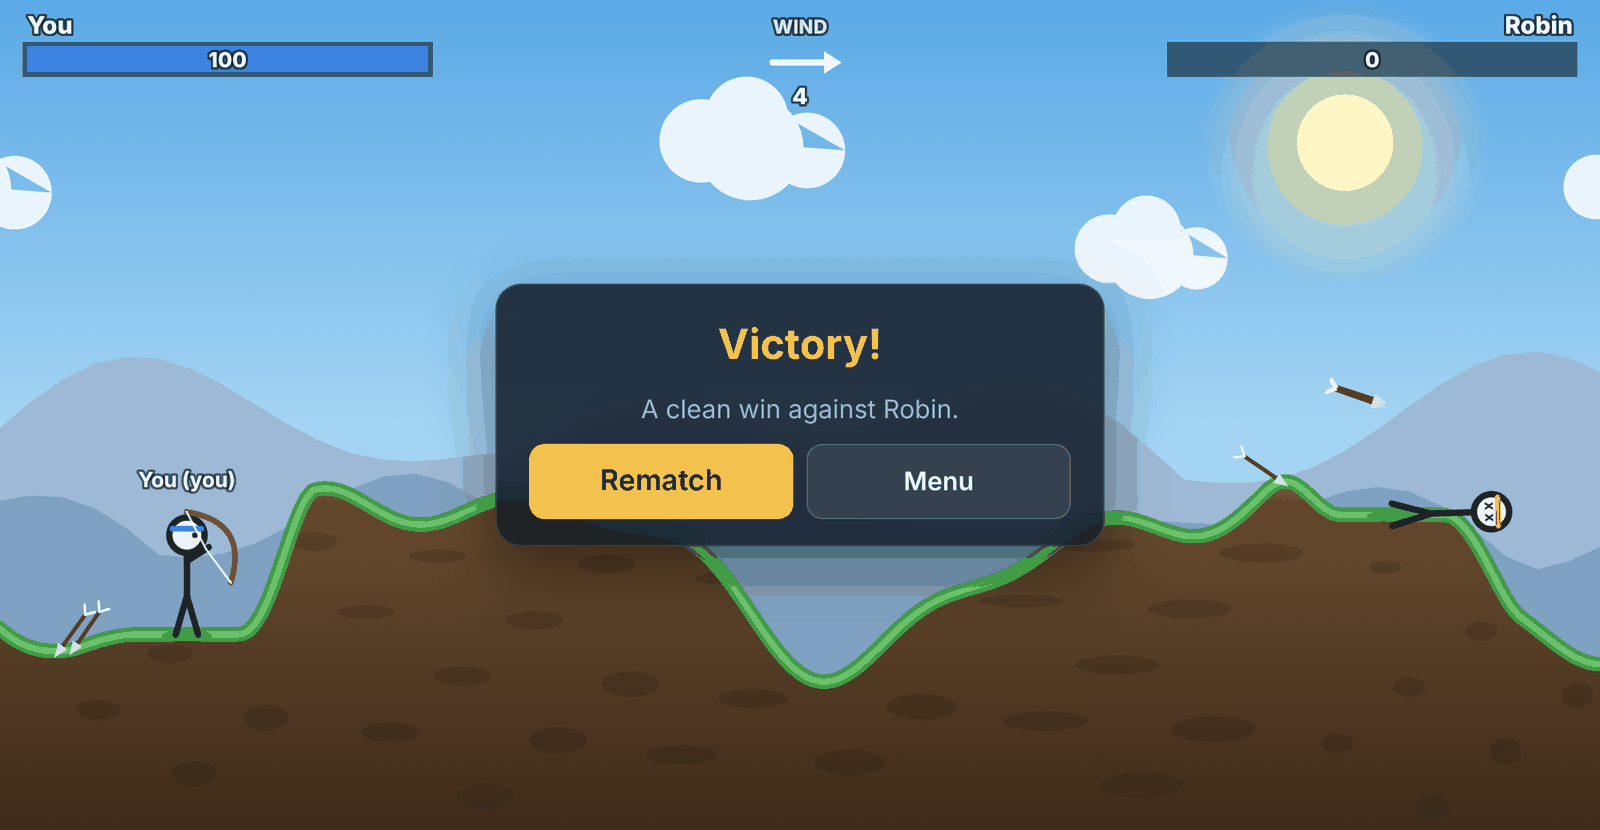 You
100
WIND
4
Robin
0
Victory!
A clean win against Robin.
Rematch
Menu
You (you)
x x